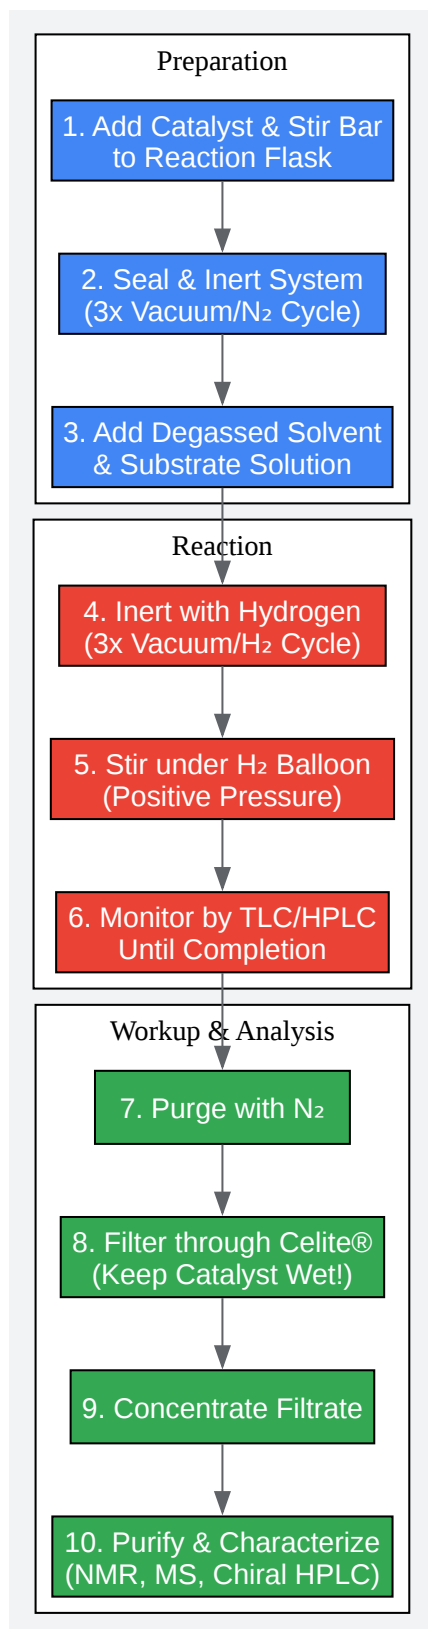 Preparation
1. Add Catalyst & Stir Bar
to Reaction Flask
2. Seal & Inert System
(3x Vacuum/N₂ Cycle)
3. Add Degassed Solvent
& Substrate Solution
Reaction
4. Inert with Hydrogen
(3x Vacuum/H₂ Cycle)
5. Stir under H₂ Balloon
(Positive Pressure)
6. Monitor by TLC/HPLC
Until Completion
Workup & Analysis
7. Purge with N₂
8. Filter through Celite®
(Keep Catalyst Wet!)
9. Concentrate Filtrate
10. Purify & Characterize
(NMR, MS, Chiral HPLC)